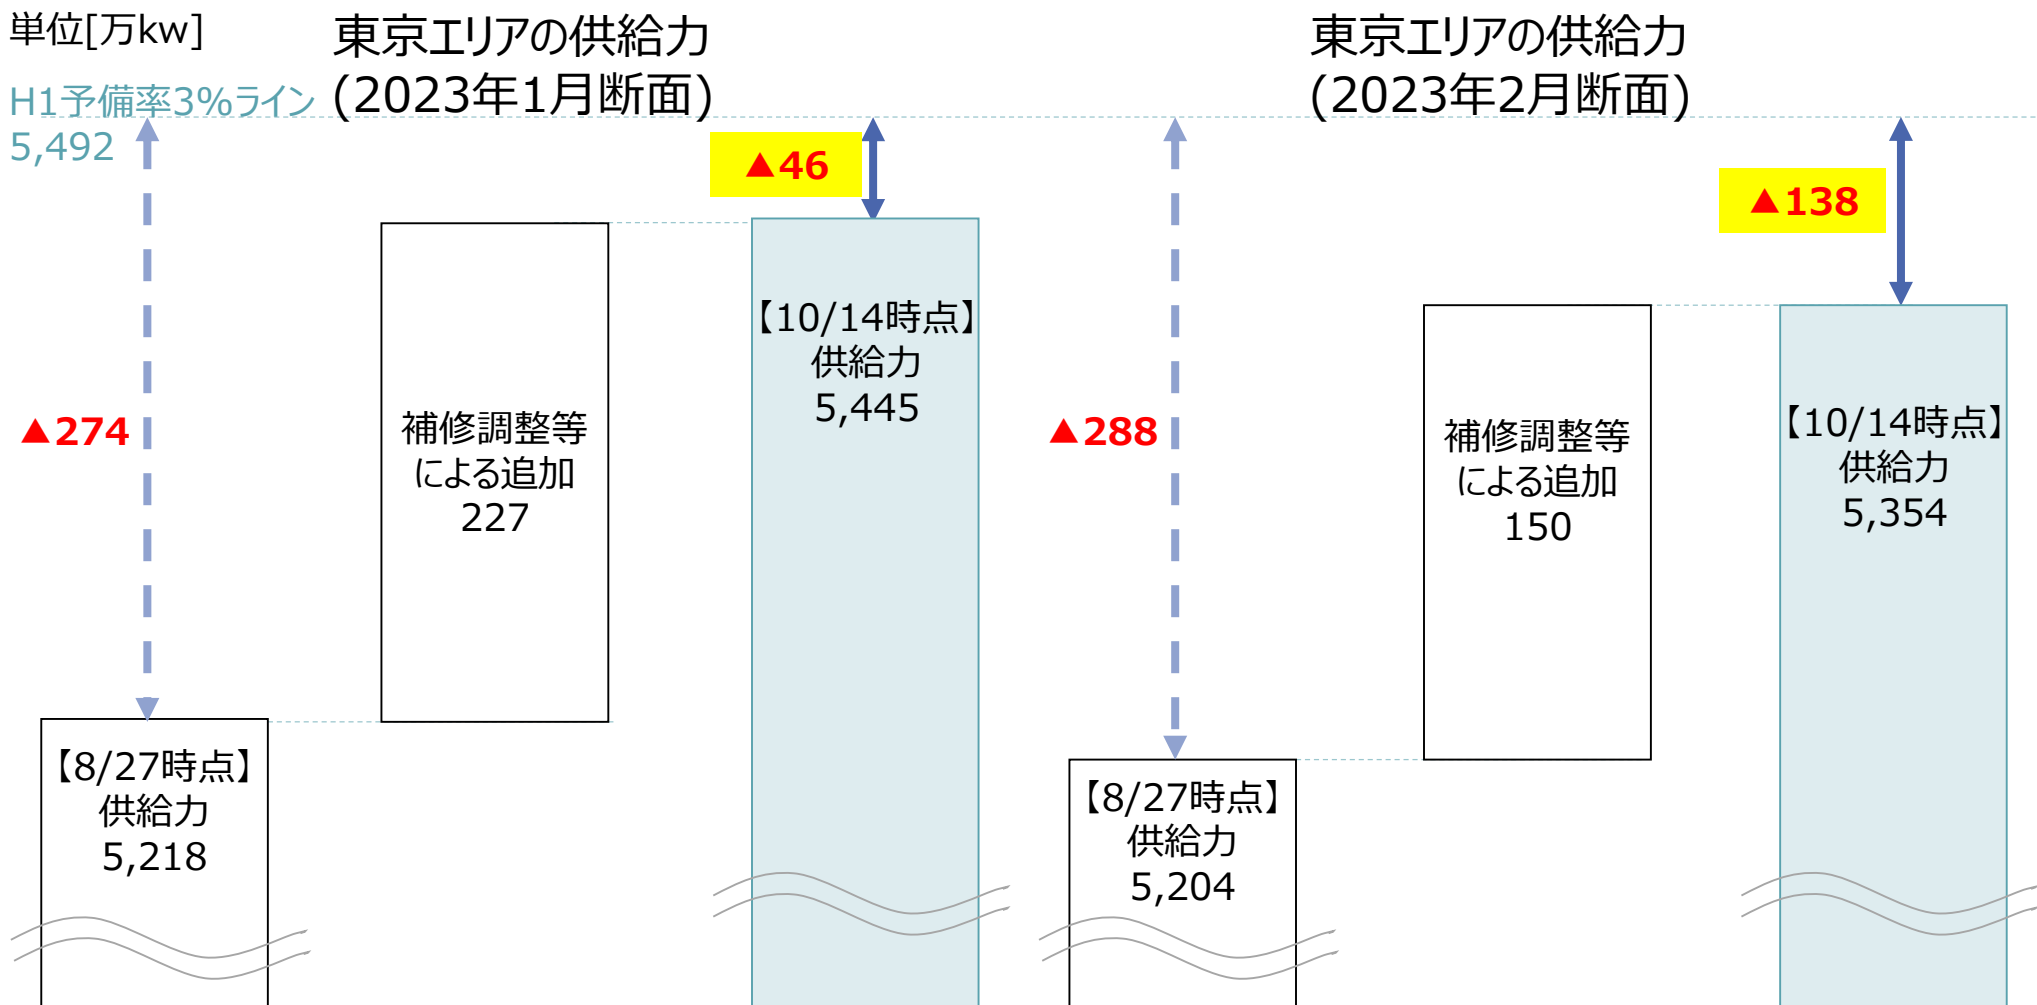 単位[万kw]
東京エリアの供給力
(2023年1月断面)
H1予備率3%ライン
5,492
▲274
【8/27時点】
供給力
5,218
補修調整等
による追加
227
▲46
【10/14時点】
供給力
5,445
東京エリアの供給力
(2023年2月断面)
▲288
【8/27時点】
供給力
5,204
補修調整等
による追加
150
▲138
【10/14時点】
供給力
5,354